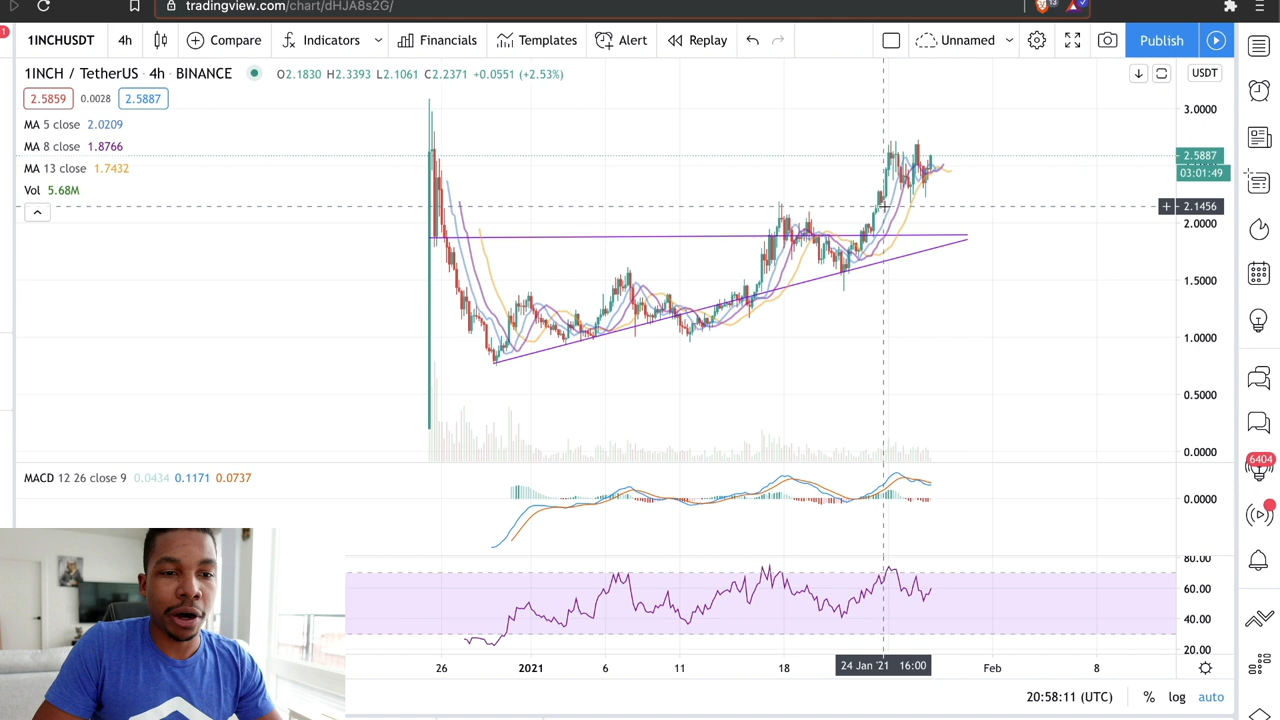 tradingview.com/chart/dHJA8s2G/
1INCHUSDT 4h Compare Indicators Financials Templates Alert Replay Unnamed Publish
1INCH / TetherUS · 4h · BINANCE O2.1830 H2.3393 L2.1061 C2.2371 +0.0551 (+2.53%) USDT
2.5859 0.0028 2.5887
MA 5 close 2.0209
MA 8 close 1.8766
MA 13 close 1.7432
Vol 5.68M
3.0000
2.5887
03:01:49
2.1456
2.0000
1.5000
1.0000
0.5000
0.0000
MACD 12 26 close 9 0.0434 0.1171 0.0737
0.0000
80.00
60.00
40.00
20.00
26 2021 6 11 18 24 Jan '21 16:00 Feb 8
20:58:11 (UTC) % log auto
6404
1
13